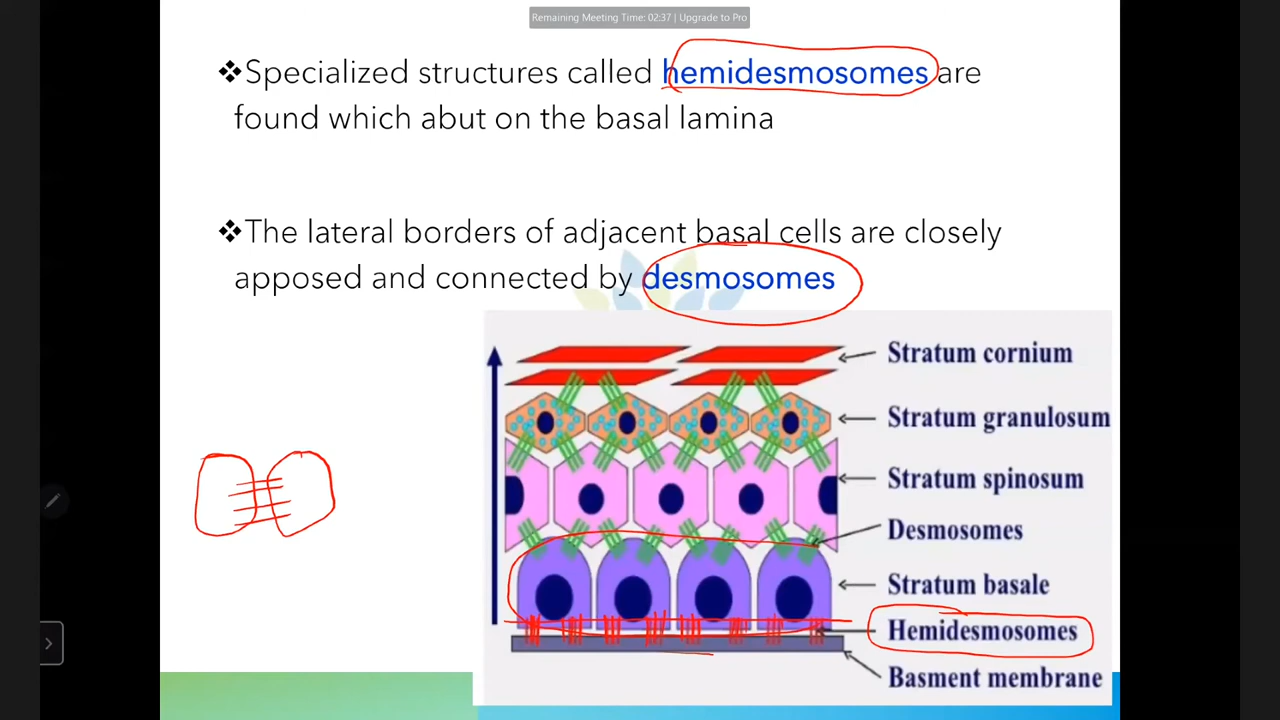 Remaining Meeting Time: 02:37 | Upgrade to Pro
❖Specialized structures called hemidesmosomes are
found which abut on the basal lamina
❖The lateral borders of adjacent basal cells are closely
apposed and connected by desmosomes
Stratum cornium
Stratum granulosum
Stratum spinosum
Desmosomes
Stratum basale
Hemidesmosomes
Basment membrane